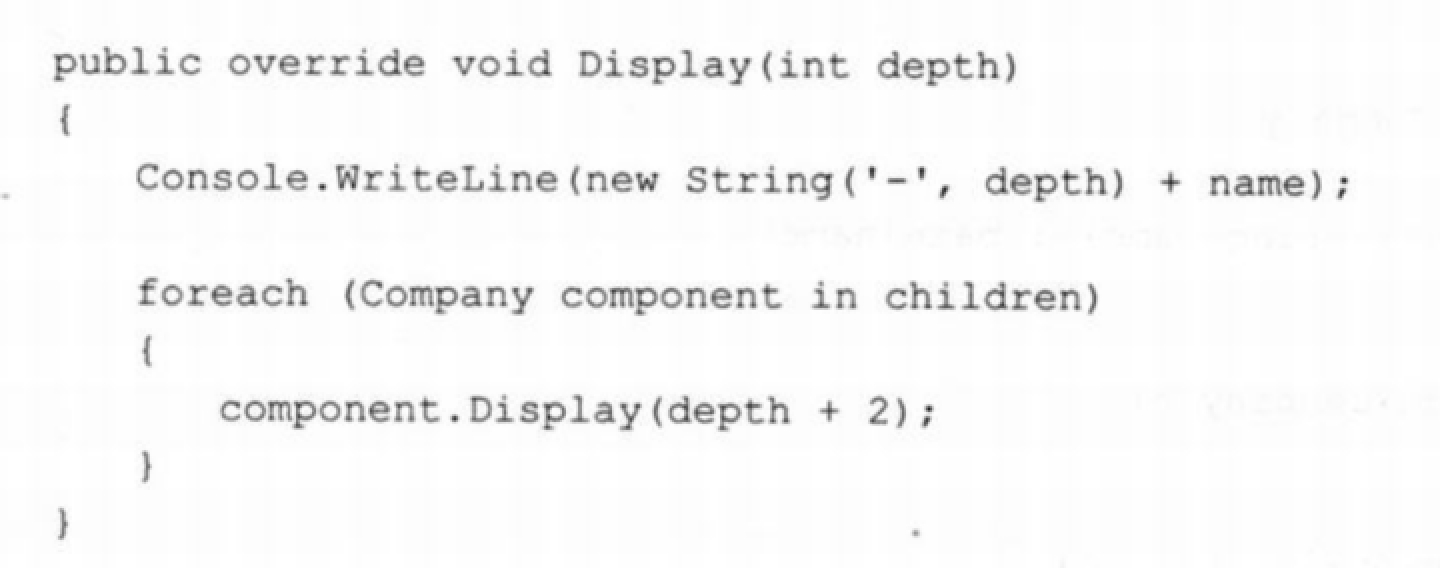 public override void Display(int depth)
{
    Console.WriteLine(new String('-', depth) + name);

    foreach (Company component in children)
    {
        component.Display(depth + 2);
    }
}